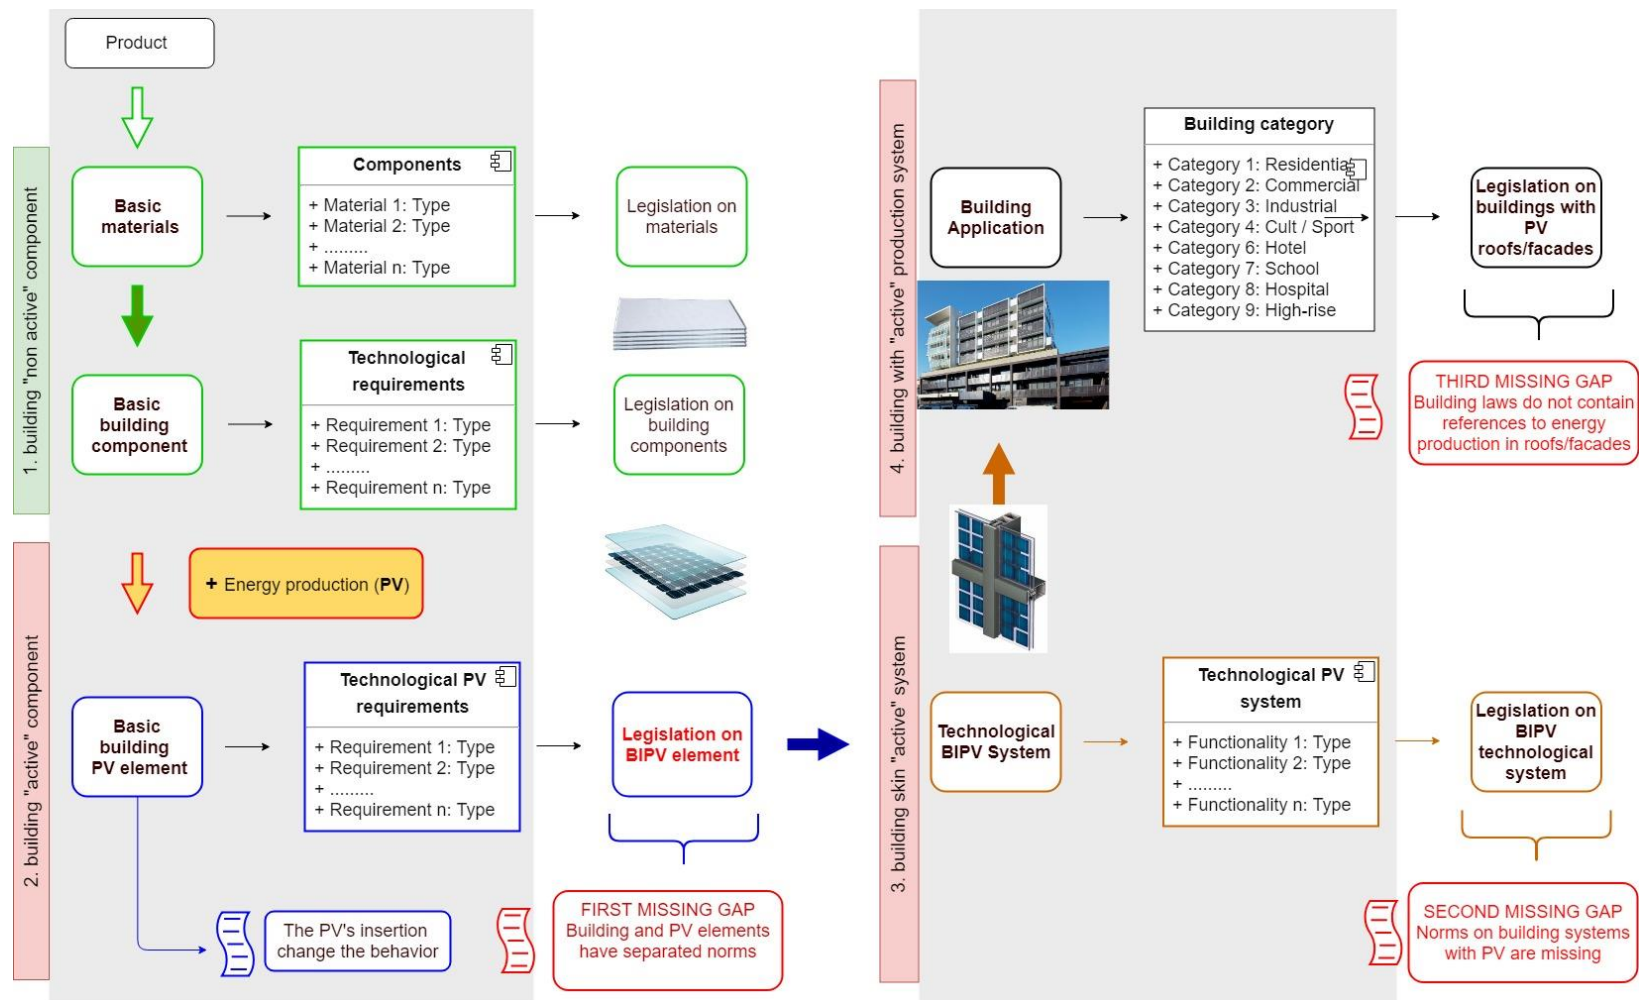 Product
1. building "non active" component
Basic
materials
Components
+ Material 1: Type
+ Material 2: Type
+ .........
+ Material n: Type
Legislation on
materials
Basic
building
component
Technological
requirements
+ Requirement 1: Type
+ Requirement 2: Type
+ .........
+ Requirement n: Type
Legislation on
building
components
+ Energy production (PV)
2. building "active" component
Basic
building
PV element
Technological PV
requirements
+ Requirement 1: Type
+ Requirement 2: Type
+ .........
+ Requirement n: Type
Legislation on
BIPV element
The PV's insertion
change the behavior
FIRST MISSING GAP
Building and PV elements
have separated norms
4. building with "active" production system
Building
Application
Building category
+ Category 1: Residential
+ Category 2: Commercial
+ Category 3: Industrial
+ Category 4: Cult / Sport
+ Category 6: Hotel
+ Category 7: School
+ Category 8: Hospital
+ Category 9: High-rise
Legislation on
buildings with
PV
roofs/facades
THIRD MISSING GAP
Building laws do not contain
references to energy
production in roofs/facades
3. building skin "active" system
Technological
BIPV System
Technological PV
system
+ Functionality 1: Type
+ Functionality 2: Type
+ .........
+ Functionality n: Type
Legislation on
BIPV
technological
system
SECOND MISSING GAP
Norms on building systems
with PV are missing